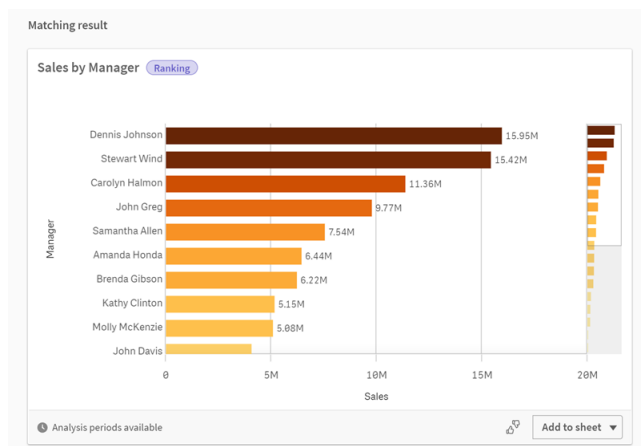 Matching result
Sales by Manager Ranking
Dennis Johnson 15.95M
Stewart Wind 15.42M
Carolyn Halmon 11.36M
John Greg 9.77M
Samantha Allen 7.54M
Amanda Honda 6.44M
Brenda Gibson 6.22M
Kathy Clinton 5.15M
Molly McKenzie 5.08M
John Davis
Manager
0 5M 10M 15M 20M
Sales
Analysis periods available Add to sheet